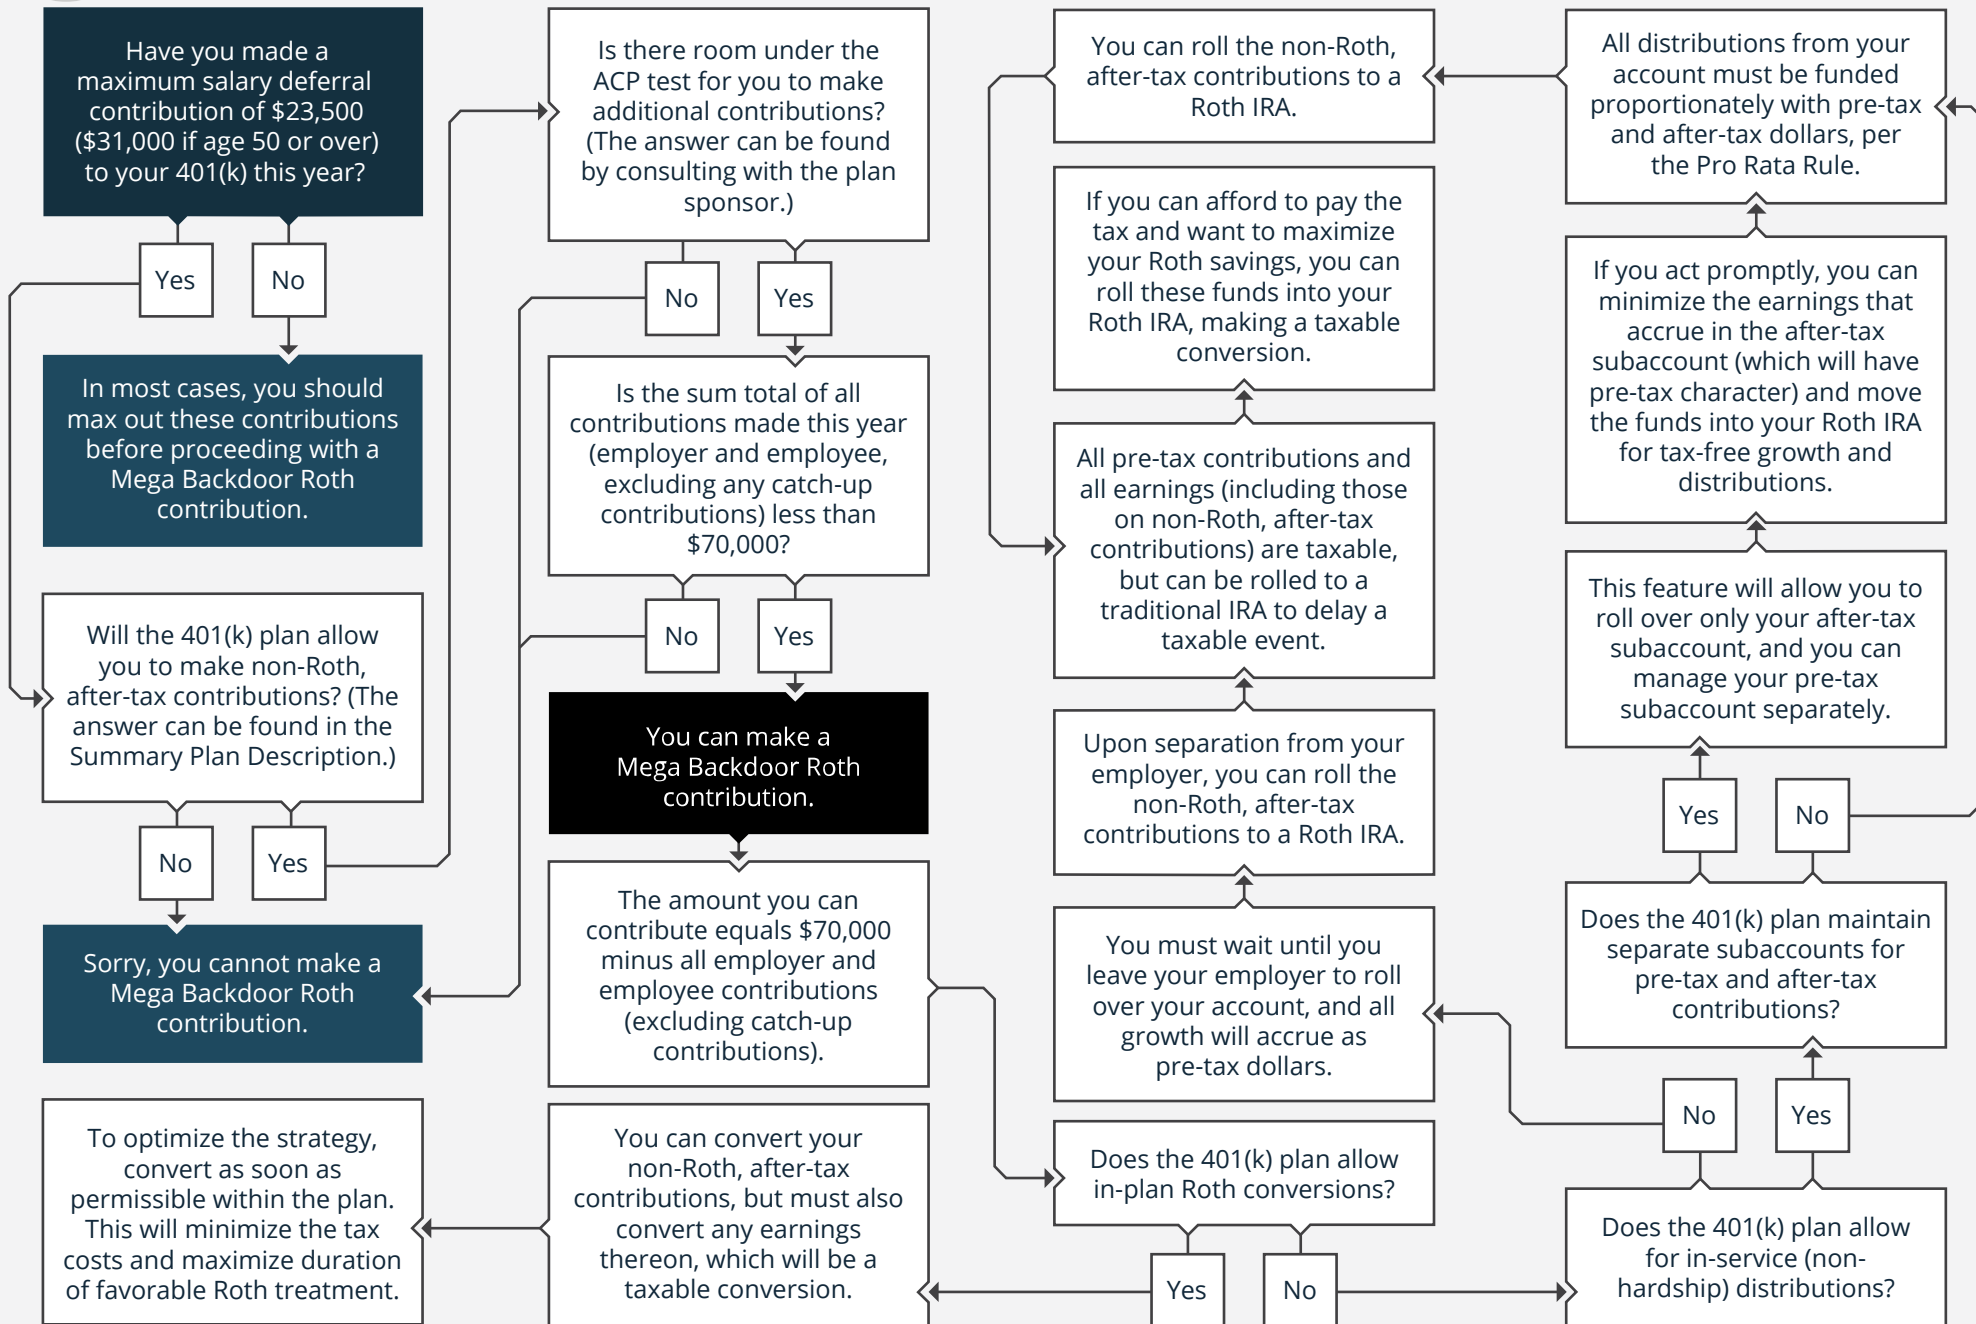 Have you made a
maximum salary deferral
contribution of $23,500
($31,000 if age 50 or over)
to your 401(k) this year?
Yes
No
In most cases, you should
max out these contributions
before proceeding with a
Mega Backdoor Roth
contribution.
Will the 401(k) plan allow
you to make non-Roth,
after-tax contributions? (The
answer can be found in the
Summary Plan Description.)
No
Yes
Sorry, you cannot make a
Mega Backdoor Roth
contribution.
Is there room under the
ACP test for you to make
additional contributions?
(The answer can be found
by consulting with the plan
sponsor.)
No
Yes
Is the sum total of all
contributions made this year
(employer and employee,
excluding any catch-up
contributions) less than
$70,000?
No
Yes
You can make a
Mega Backdoor Roth
contribution.
The amount you can
contribute equals $70,000
minus all employer and
employee contributions
(excluding catch-up
contributions).
Does the 401(k) plan allow
in-plan Roth conversions?
Yes
No
You can convert your
non-Roth, after-tax
contributions, but must also
convert any earnings
thereon, which will be a
taxable conversion.
To optimize the strategy,
convert as soon as
permissible within the plan.
This will minimize the tax
costs and maximize duration
of favorable Roth treatment.
Does the 401(k) plan allow
for in-service (non-
hardship) distributions?
No
Yes
You must wait until you
leave your employer to roll
over your account, and all
growth will accrue as
pre-tax dollars.
Upon separation from your
employer, you can roll the
non-Roth, after-tax
contributions to a Roth IRA.
Does the 401(k) plan maintain
separate subaccounts for
pre-tax and after-tax
contributions?
Yes
No
This feature will allow you to
roll over only your after-tax
subaccount, and you can
manage your pre-tax
subaccount separately.
If you act promptly, you can
minimize the earnings that
accrue in the after-tax
subaccount (which will have
pre-tax character) and move
the funds into your Roth IRA
for tax-free growth and
distributions.
All distributions from your
account must be funded
proportionately with pre-tax
and after-tax dollars, per
the Pro Rata Rule.
You can roll the non-Roth,
after-tax contributions to a
Roth IRA.
All pre-tax contributions and
all earnings (including those
on non-Roth, after-tax
contributions) are taxable,
but can be rolled to a
traditional IRA to delay a
taxable event.
If you can afford to pay the
tax and want to maximize
your Roth savings, you can
roll these funds into your
Roth IRA, making a taxable
conversion.